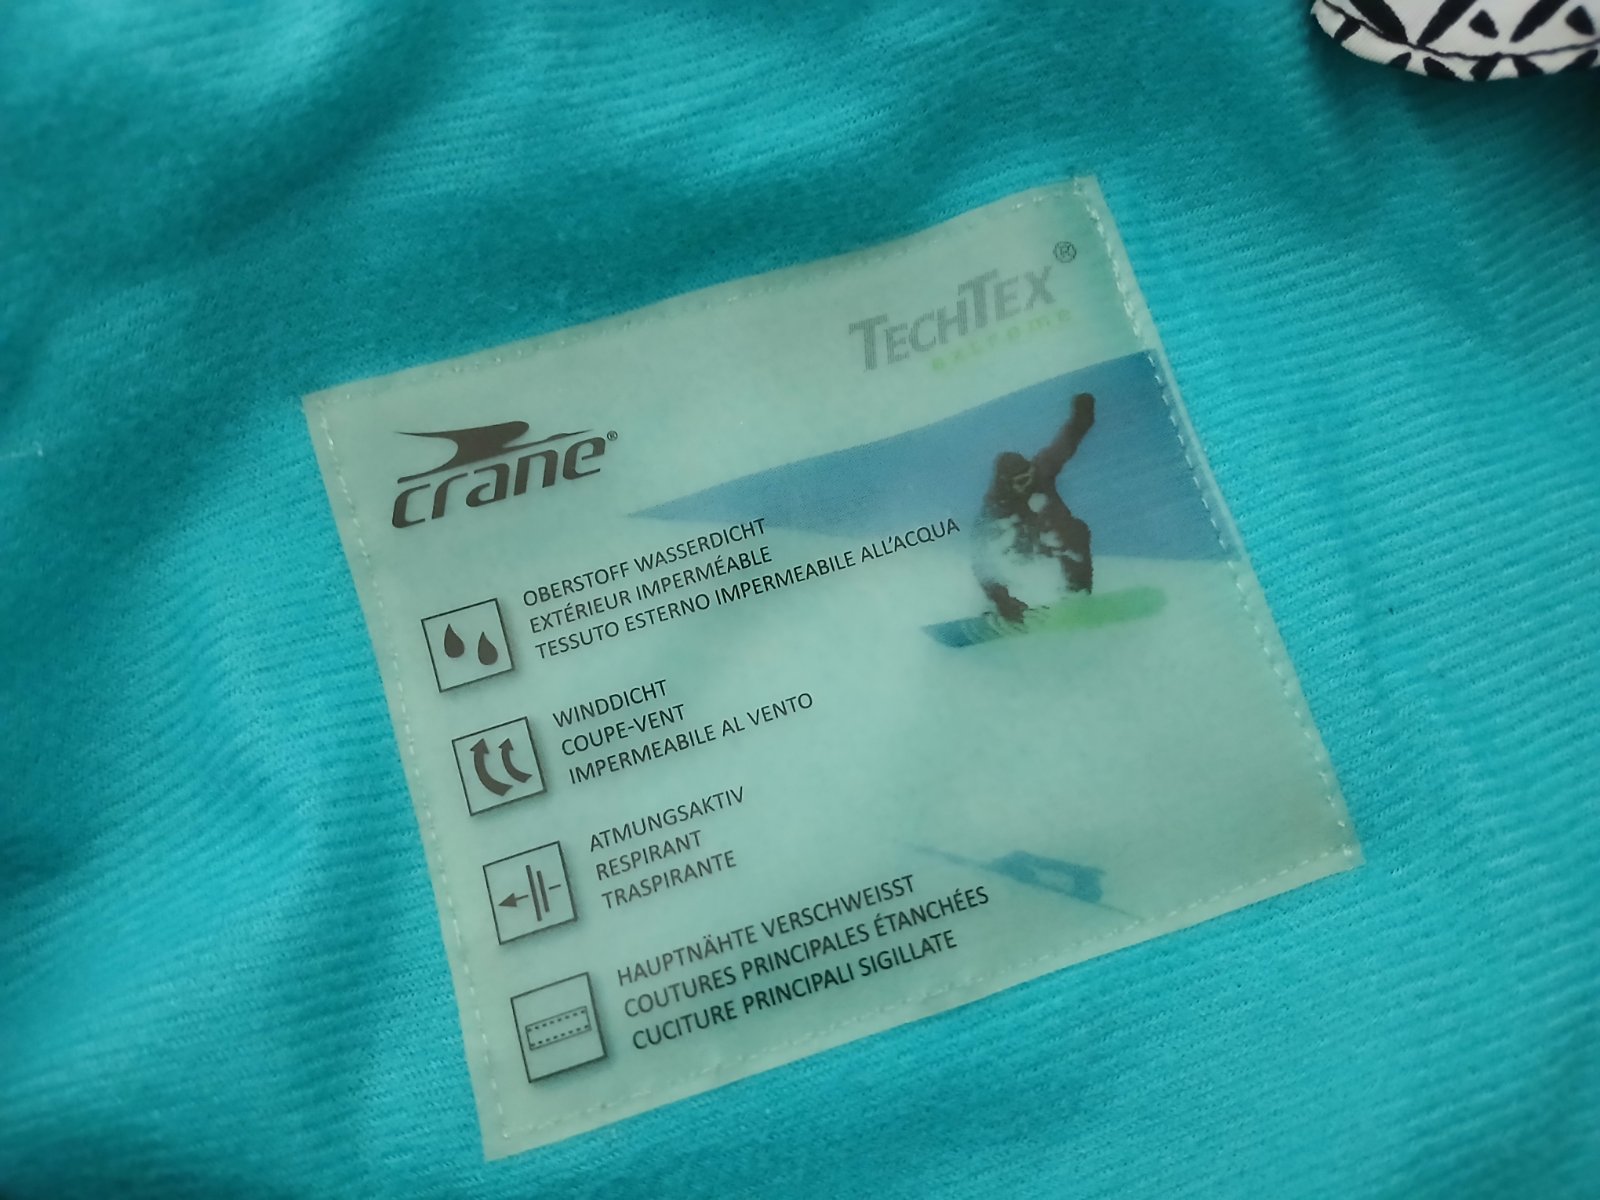 TECHTEX®
extreme
crane®
OBERSTOFF WASSERDICHT
EXTÉRIEUR IMPERMÉABLE
TESSUTO ESTERNO IMPERMEABILE ALL'ACQUA
WINDDICHT
COUPE-VENT
IMPERMEABILE AL VENTO
ATMUNGSAKTIV
RESPIRANT
TRASPIRANTE
HAUPTNÄHTE VERSCHWEISST
COUTURES PRINCIPALES ÉTANCHÉES
CUCITURE PRINCIPALI SIGILLATE